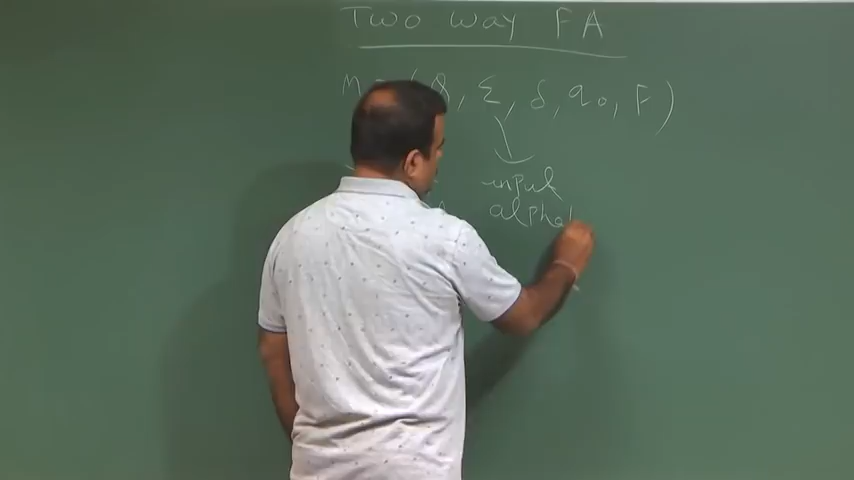 Two way FA
M = (Q, Σ, δ, q0, F)
input
alphab